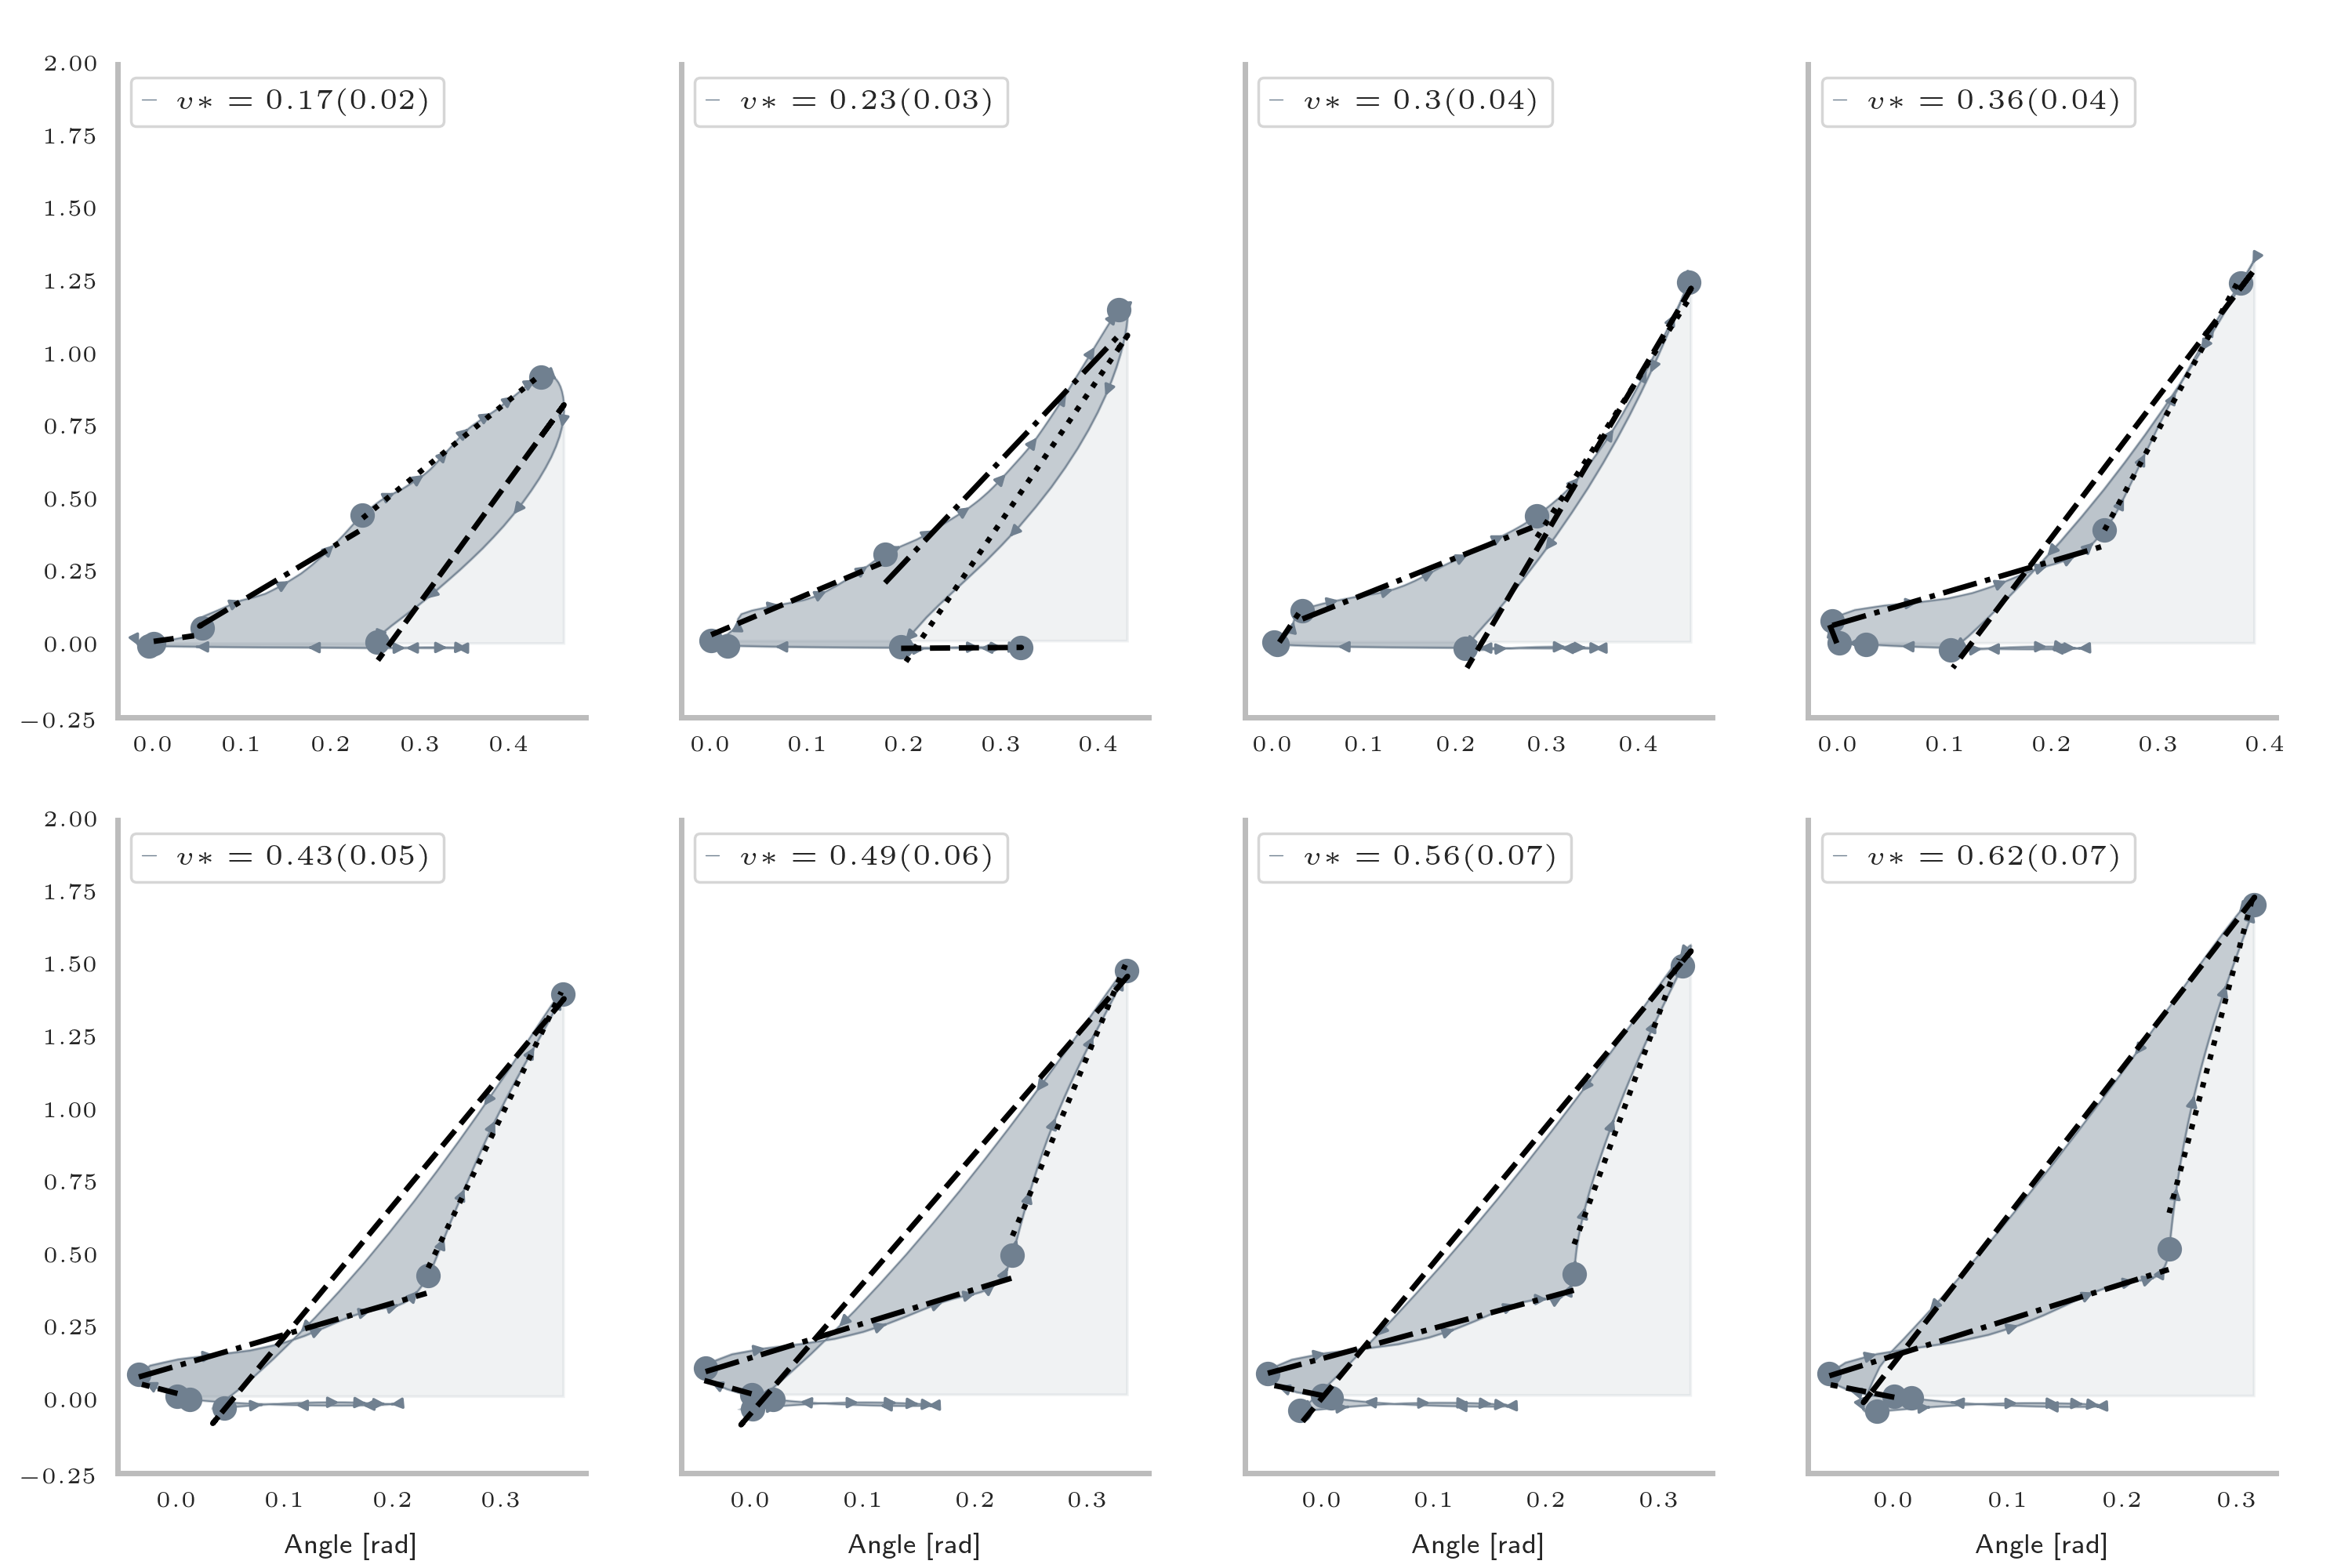 2.00
1.75
1.50
1.25
1.00
0.75
0.50
0.25
0.00
−0.25
v∗ = 0.17(0.02)
0.0 0.1 0.2 0.3 0.4
v∗ = 0.23(0.03)
0.0 0.1 0.2 0.3 0.4
v∗ = 0.3(0.04)
0.0 0.1 0.2 0.3 0.4
v∗ = 0.36(0.04)
0.0 0.1 0.2 0.3 0.4
2.00
1.75
1.50
1.25
1.00
0.75
0.50
0.25
0.00
−0.25
v∗ = 0.43(0.05)
0.0 0.1 0.2 0.3
Angle [rad]
v∗ = 0.49(0.06)
0.0 0.1 0.2 0.3
Angle [rad]
v∗ = 0.56(0.07)
0.0 0.1 0.2 0.3
Angle [rad]
v∗ = 0.62(0.07)
0.0 0.1 0.2 0.3
Angle [rad]